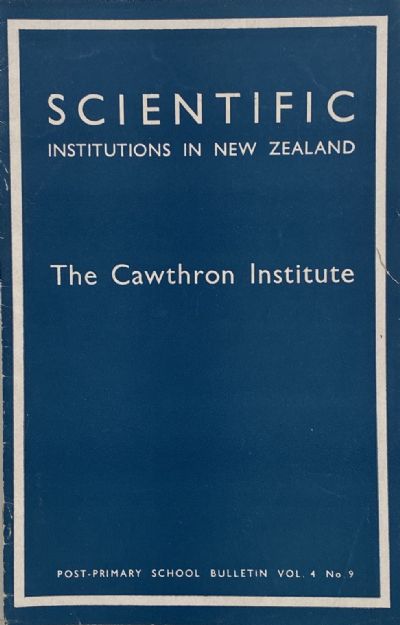 SCIENTIFIC
INSTITUTIONS IN NEW ZEALAND
The Cawthron Institute
POST-PRIMARY SCHOOL BULLETIN VOL. 4 No 9